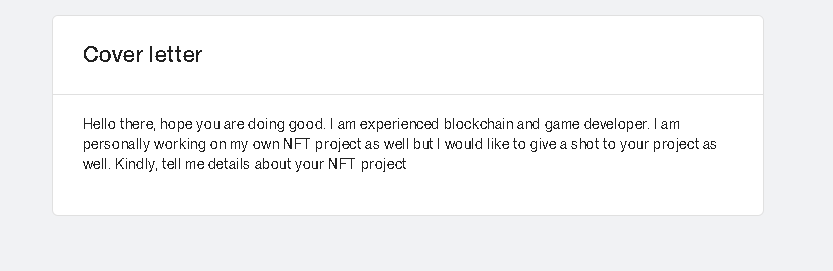 Cover letter
Hello there, hope you are doing good. I am experienced blockchain and game developer. I am
personally working on my own NFT project as well but I would like to give a shot to your project as
well. Kindly, tell me details about your NFT project